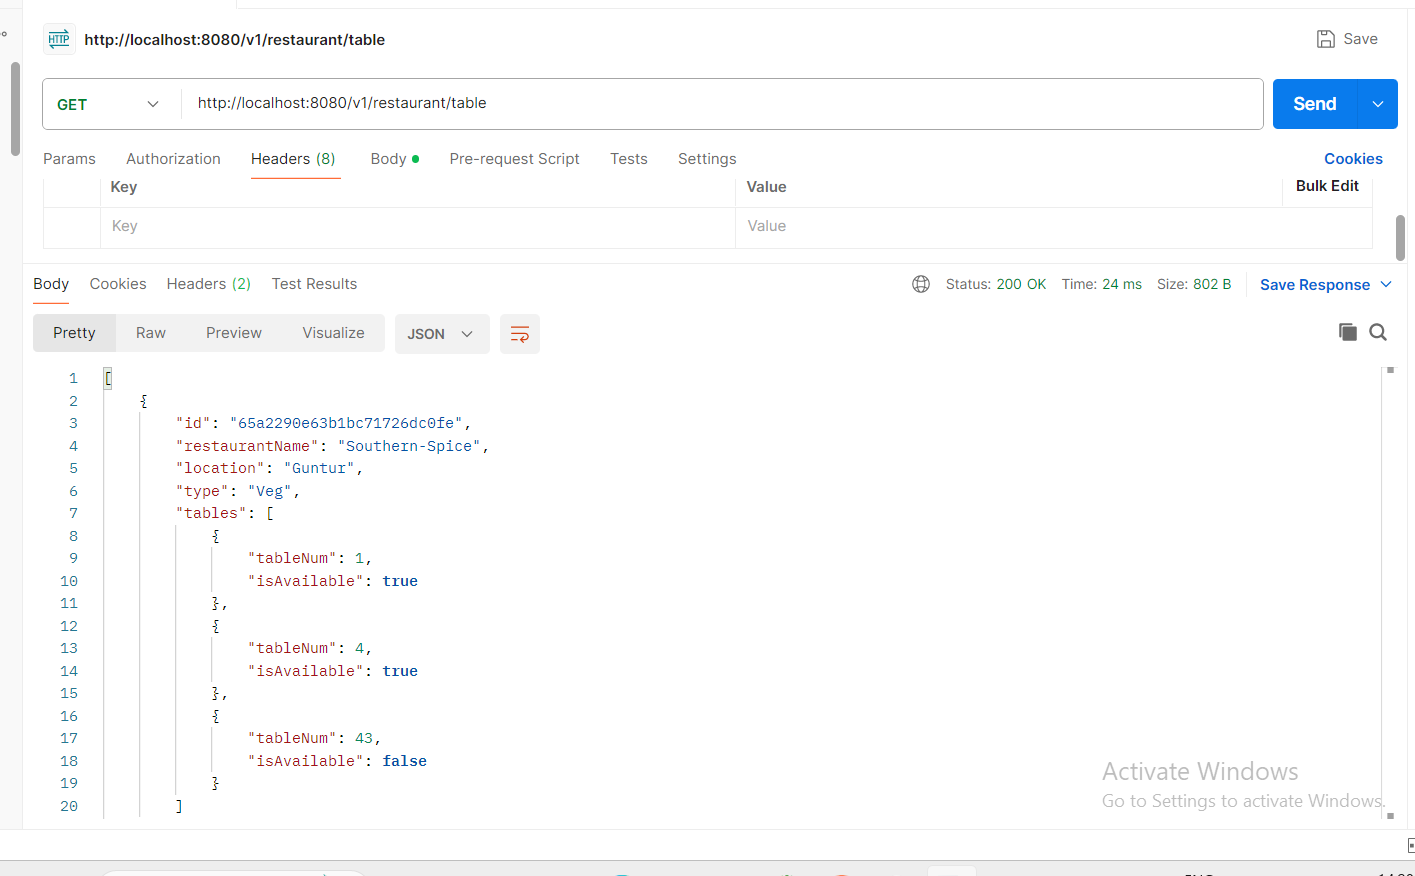 HTTP http://localhost:8080/v1/restaurant/table Save
GET http://localhost:8080/v1/restaurant/table Send
Params Authorization Headers (8) Body Pre-request Script Tests Settings Cookies
Key Value Bulk Edit
Key Value
Body Cookies Headers (2) Test Results Status: 200 OK Time: 24 ms Size: 802 B Save Response
Pretty Raw Preview Visualize JSON
1 [
2 {
3 "id": "65a2290e63b1bc71726dc0fe",
4 "restaurantName": "Southern-Spice",
5 "location": "Guntur",
6 "type": "Veg",
7 "tables": [
8 {
9 "tableNum": 1,
10 "isAvailable": true
11 },
12 {
13 "tableNum": 4,
14 "isAvailable": true
15 },
16 {
17 "tableNum": 43,
18 "isAvailable": false
19 }
20 ]
Activate Windows
Go to Settings to activate Windows.